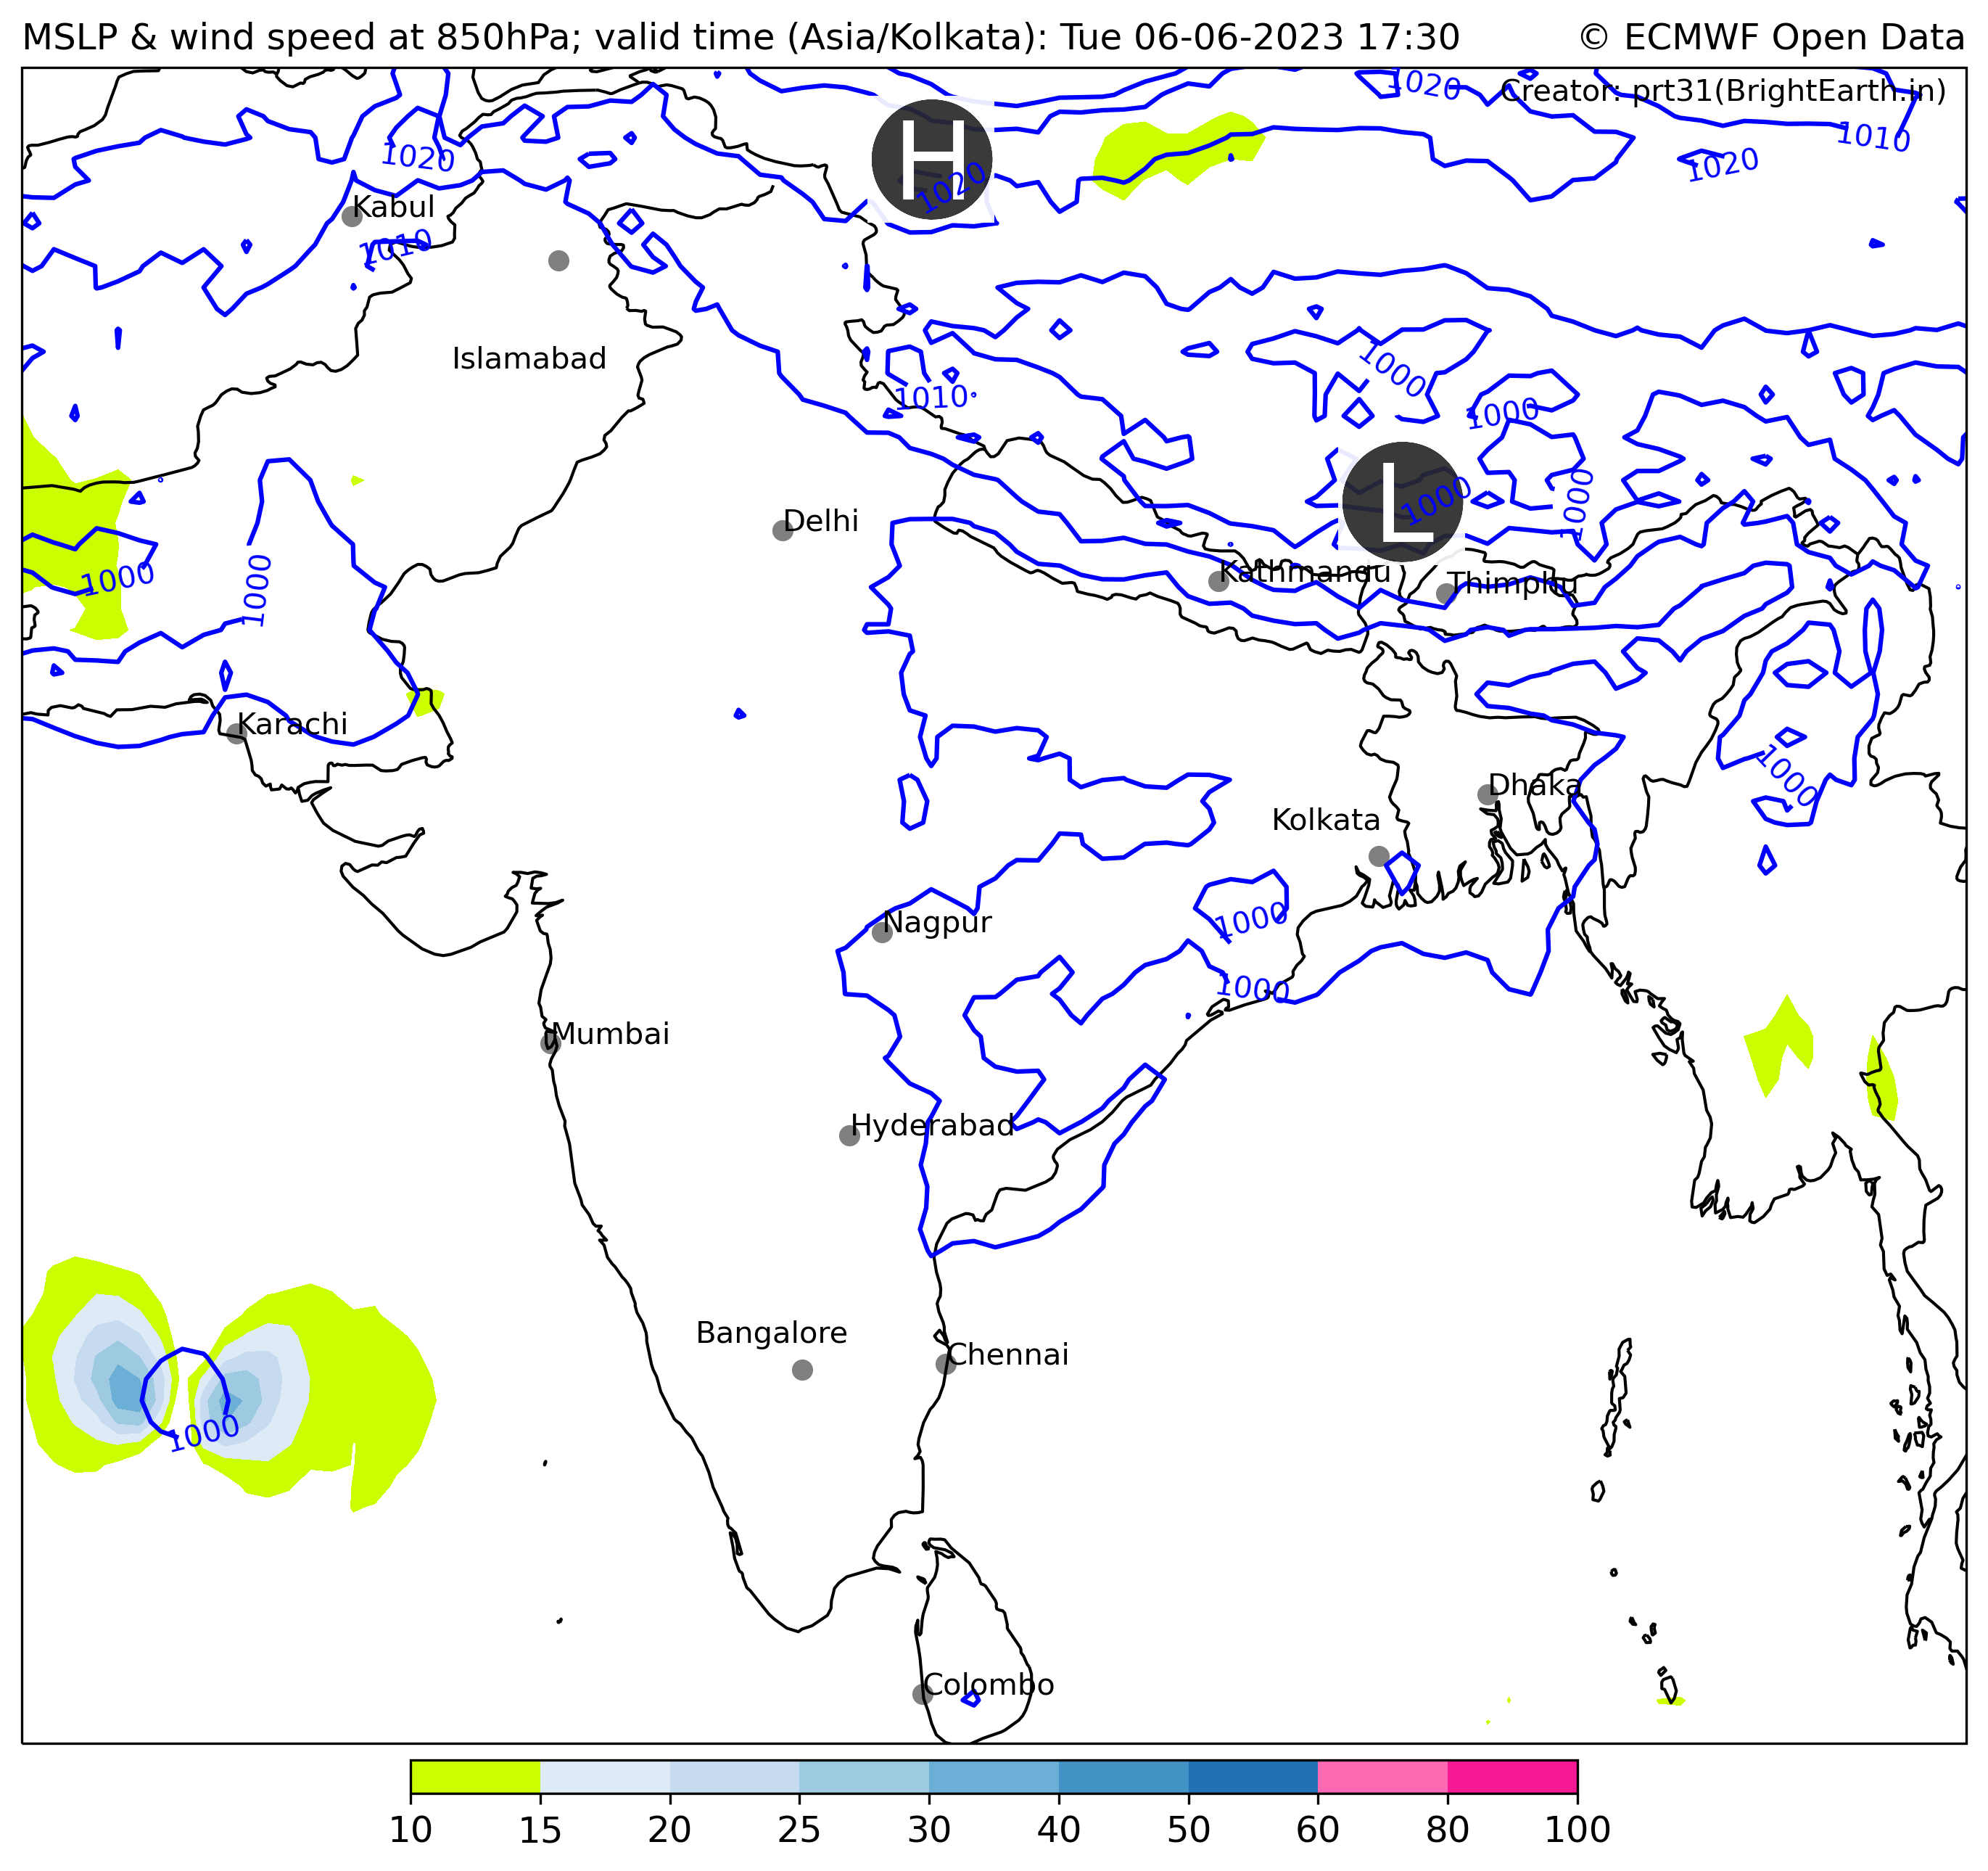 MSLP & wind speed at 850hPa; valid time (Asia/Kolkata): Tue 06-06-2023 17:30
© ECMWF Open Data
Creator: prt31(BrightEarth.in)
1020
1010
1020
1020
H
1020
Kabul
1010
Islamabad
1000
1010
1000
1000
L
1000
Delhi
1000
1000
Kathmandu
Thimphu
Karachi
1000
Dhaka
Kolkata
Nagpur
1000
1000
Mumbai
Hyderabad
Bangalore
Chennai
1000
Colombo
10 15 20 25 30 40 50 60 80 100